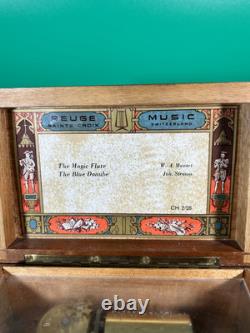 REUGE MUSIC
SAINTE CROIX SWITZERLAND
The Magic Flute W. A. Mozart
The Blue Danube Joh. Strauss
CH 2/28